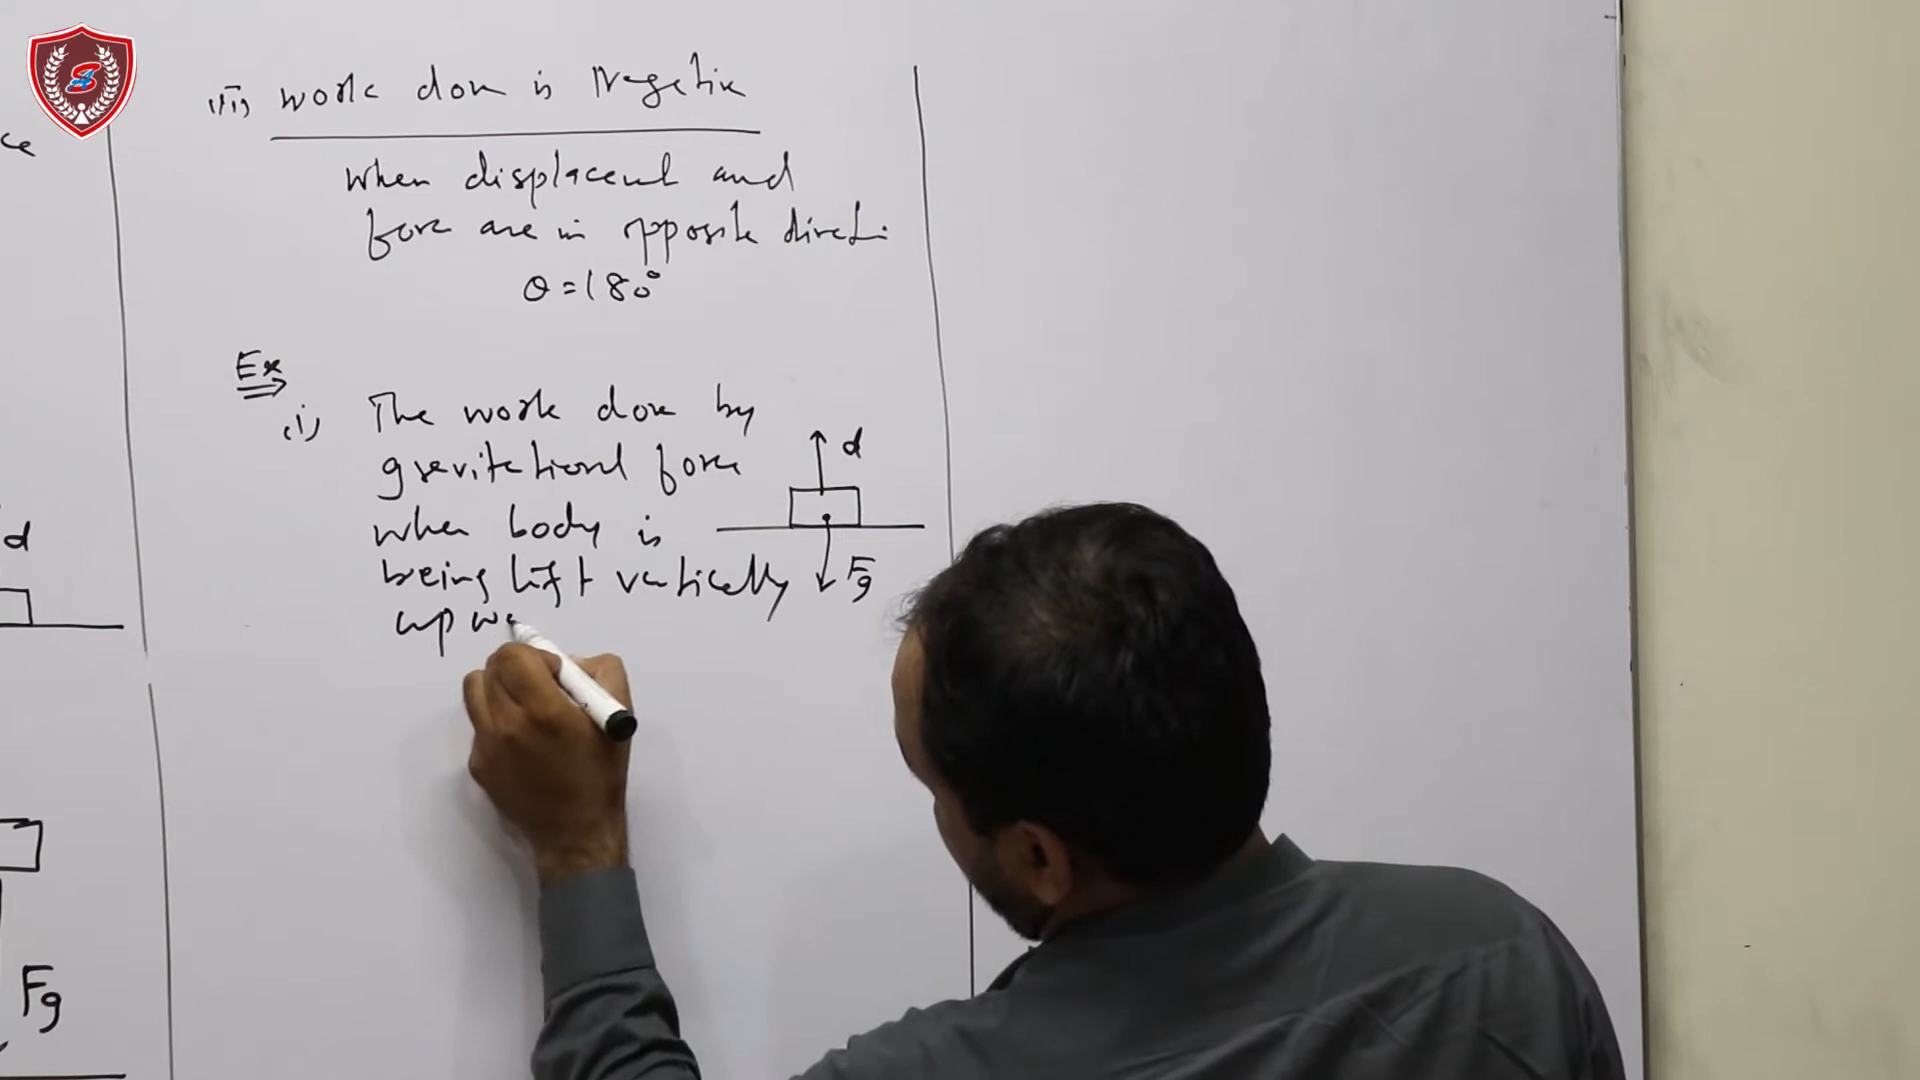 ce
d
Fg
(iii) work done is Negative
when displacement and
force are in opposite directi:
θ = 180°
Ex
(i) The work done by
gravitational force
when body is
being lift vertically
upwa
d
Fg